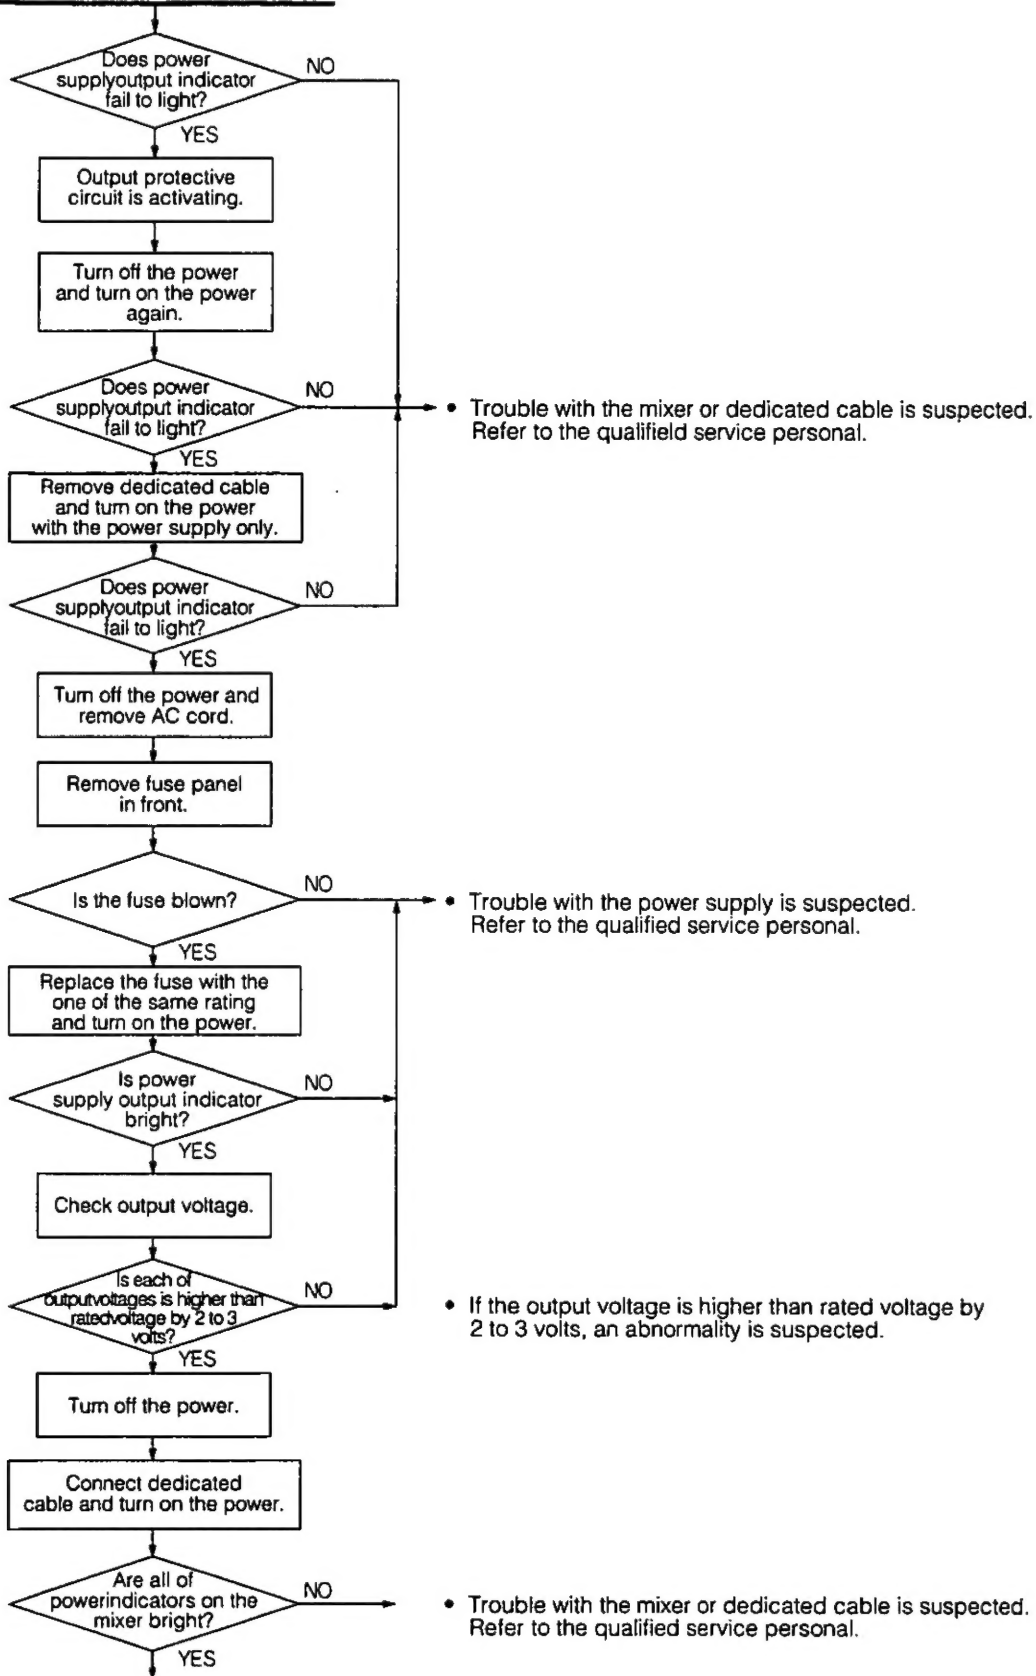 Does power
supplyoutput indicator
fail to light?
NO
YES
Output protective
circuit is activating.
Turn off the power
and turn on the power
again.
Does power
supplyoutput indicator
fail to light?
NO
• Trouble with the mixer or dedicated cable is suspected.
Refer to the qualifield service personal.
YES
Remove dedicated cable
and turn on the power
with the power supply only.
Does power
supplyoutput indicator
fail to light?
NO
YES
Turn off the power and
remove AC cord.
Remove fuse panel
in front.
Is the fuse blown?
NO
• Trouble with the power supply is suspected.
Refer to the qualified service personal.
YES
Replace the fuse with the
one of the same rating
and turn on the power.
Is power
supply output indicator
bright?
NO
YES
Check output voltage.
Is each of
outputvoltages is higher than
ratedvoltage by 2 to 3
volts?
NO
• If the output voltage is higher than rated voltage by
2 to 3 volts, an abnormality is suspected.
YES
Turn off the power.
Connect dedicated
cable and turn on the power.
Are all of
powerindicators on the
mixer bright?
NO
• Trouble with the mixer or dedicated cable is suspected.
Refer to the qualified service personal.
YES